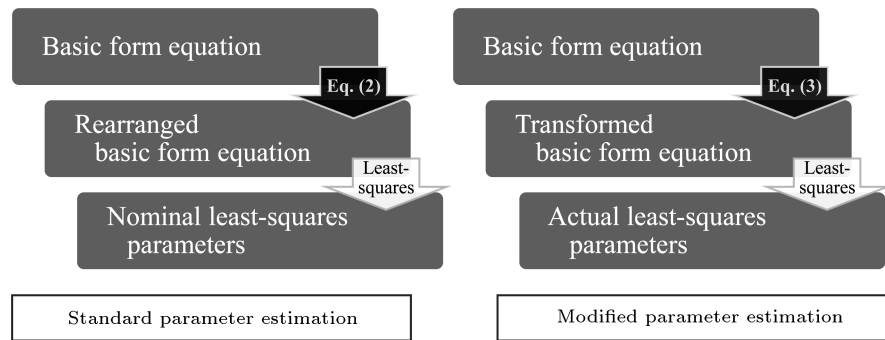 Basic form equation
Eq. (2)
Rearranged
basic form equation
Least-
squares
Nominal least-squares
parameters
Standard parameter estimation
Basic form equation
Eq. (3)
Transformed
basic form equation
Least-
squares
Actual least-squares
parameters
Modified parameter estimation